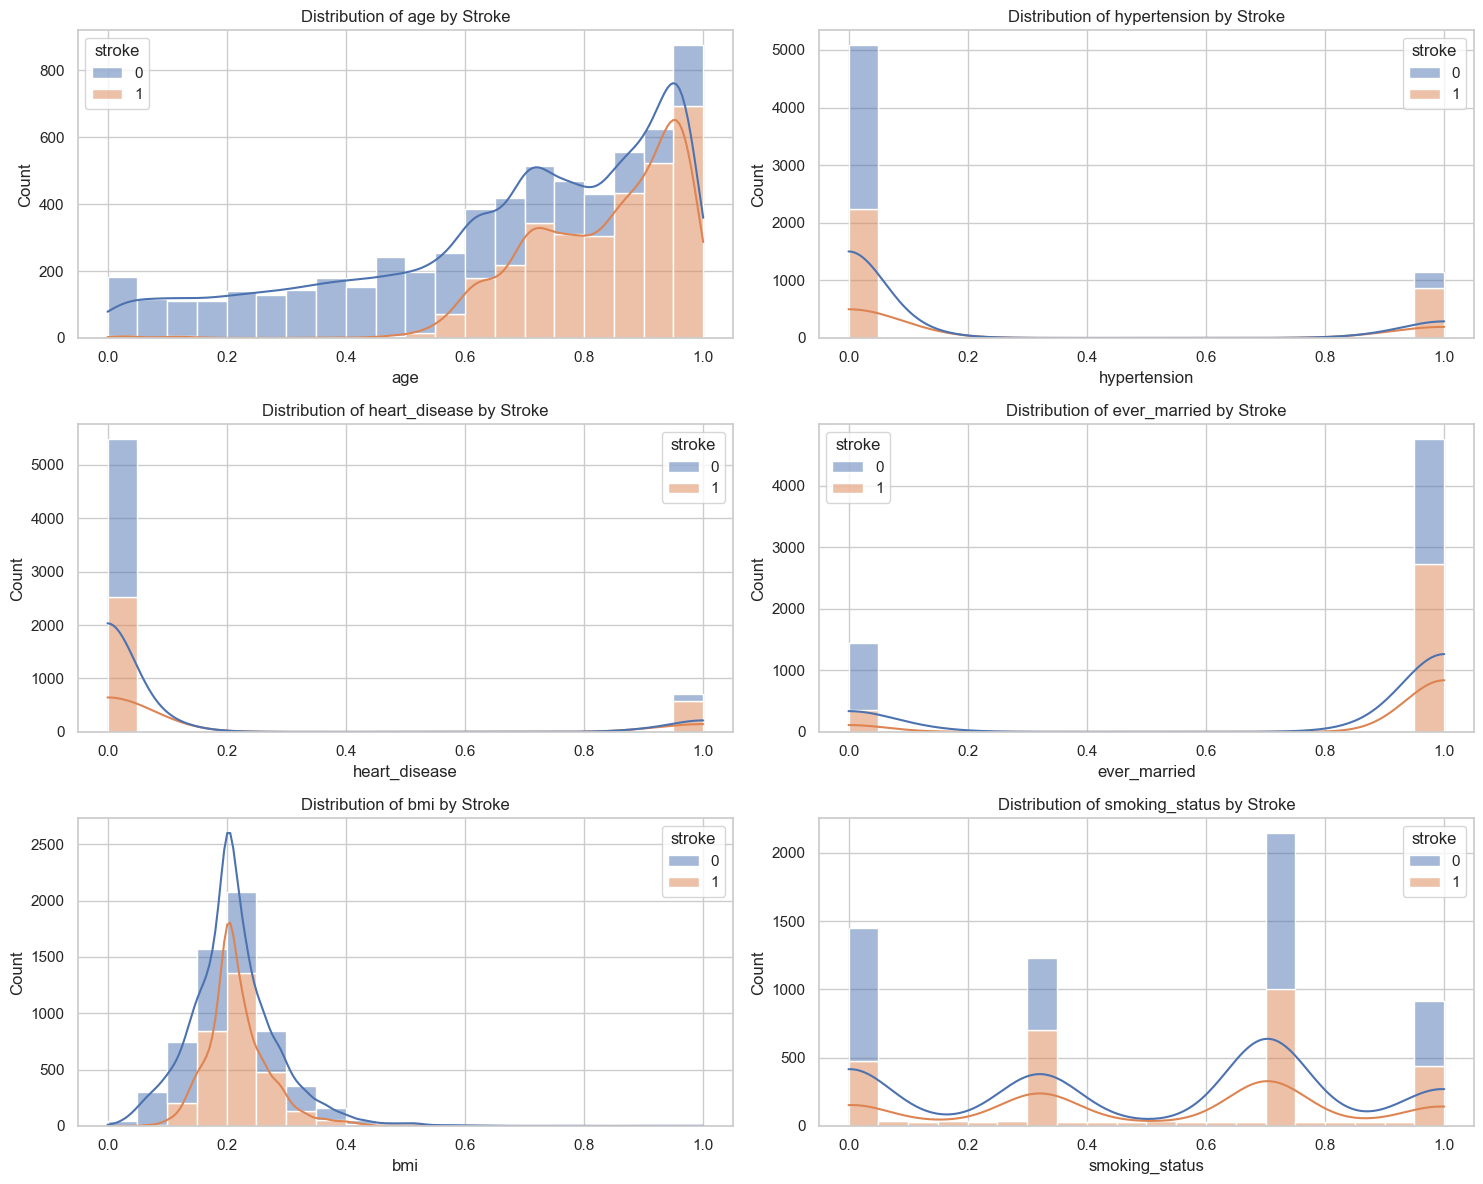 Distribution of age by Stroke
stroke
0
1
800
600
400
200
0
Count
0.0 0.2 0.4 0.6 0.8 1.0
age
Distribution of hypertension by Stroke
stroke
0
1
5000
4000
3000
2000
1000
0
Count
0.0 0.2 0.4 0.6 0.8 1.0
hypertension
Distribution of heart_disease by Stroke
stroke
0
1
5000
4000
3000
2000
1000
0
Count
0.0 0.2 0.4 0.6 0.8 1.0
heart_disease
Distribution of ever_married by Stroke
stroke
0
1
4000
3000
2000
1000
0
Count
0.0 0.2 0.4 0.6 0.8 1.0
ever_married
Distribution of bmi by Stroke
stroke
0
1
2500
2000
1500
1000
500
0
Count
0.0 0.2 0.4 0.6 0.8 1.0
bmi
Distribution of smoking_status by Stroke
stroke
0
1
2000
1500
1000
500
0
Count
0.0 0.2 0.4 0.6 0.8 1.0
smoking_status